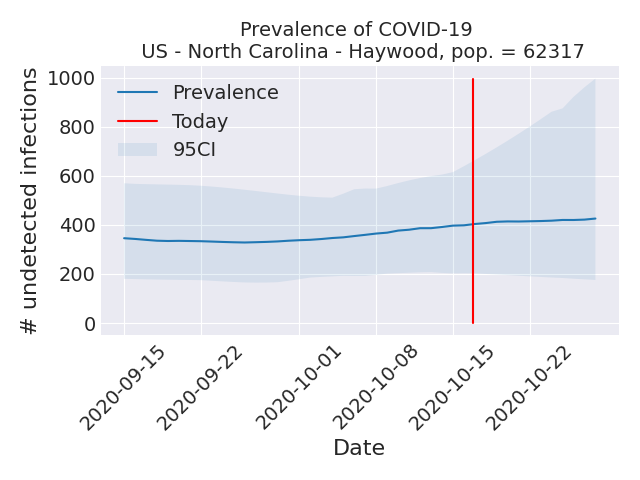 Prevalence of COVID-19
US - North Carolina - Haywood, pop. = 62317
# undetected infections
1000
800
600
400
200
0
Prevalence
Today
95CI
2020-09-15
2020-09-22
2020-10-01
2020-10-08
2020-10-15
2020-10-22
Date